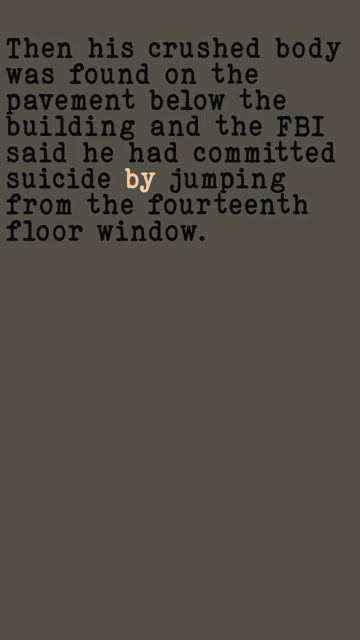 Then his crushed body
was found on the
pavement below the
building and the FBI
said he had committed
suicide by jumping
from the fourteenth
floor window.